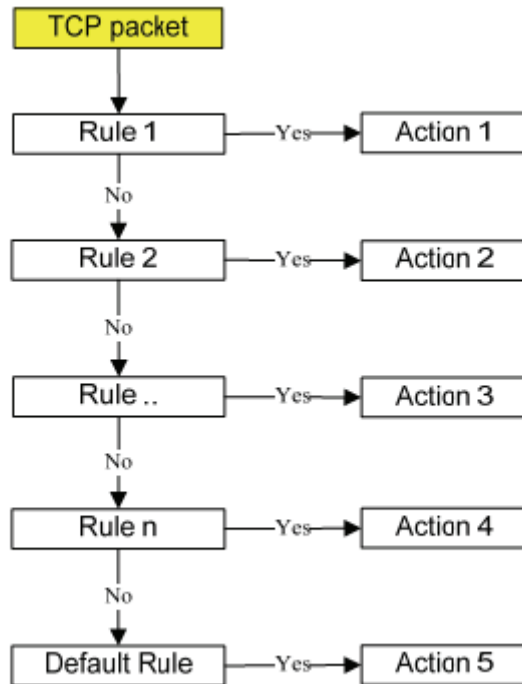 TCP packet
Rule 1
Yes
Action 1
No
Rule 2
Yes
Action 2
No
Rule ..
Yes
Action 3
No
Rule n
Yes
Action 4
No
Default Rule
Yes
Action 5